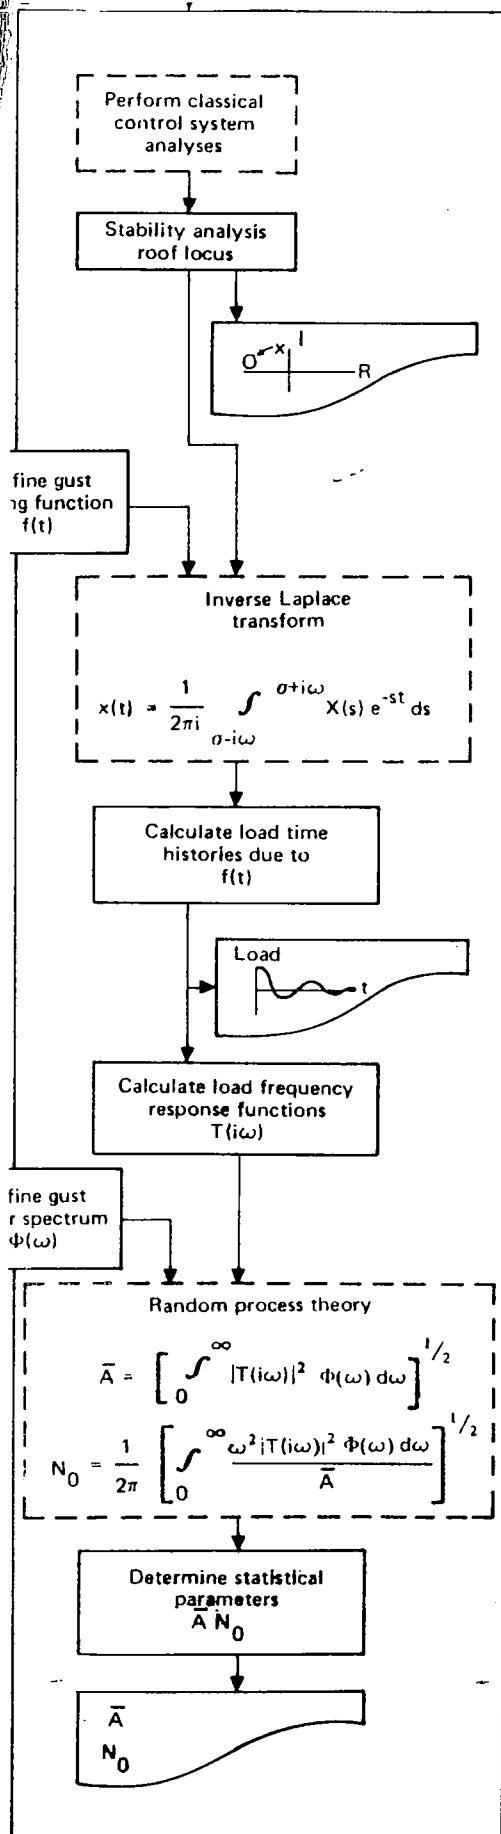 Perform classical
control system
analyses
Stability analysis
roof locus
I
O x
R
fine gust
ng function
f(t)
Inverse Laplace
transform
x(t) = 1/2πi ∫ σ-iω σ+iω X(s) e^-st ds
Calculate load time
histories due to
f(t)
Load
t
Calculate load frequency
response functions
T(iω)
fine gust
r spectrum
Φ(ω)
Random process theory
A̅ = [ ∫ 0 ∞ |T(iω)|² Φ(ω) dω ]^1/2
N₀ = 1/2π [ ∫ 0 ∞ ω² |T(iω)|² Φ(ω) dω / A̅ ]^1/2
Determine statistical
parameters
A̅ N₀
A̅
N₀